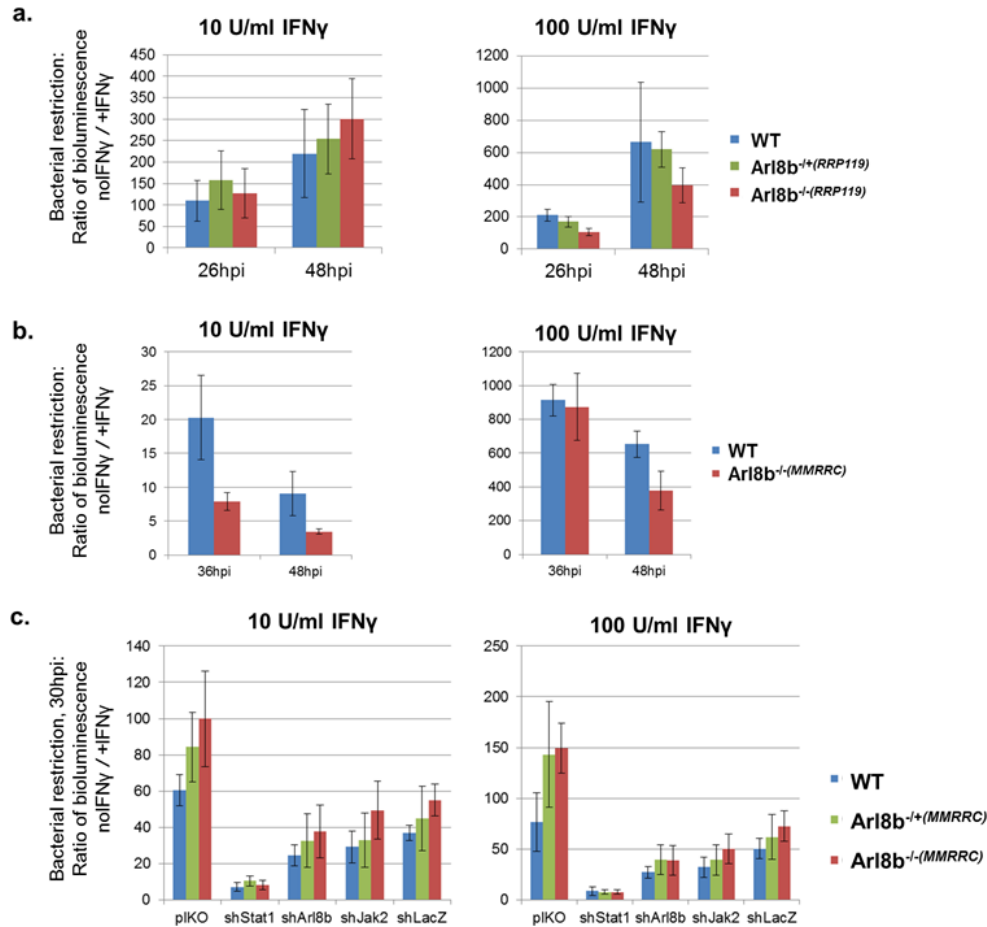 a.
10 U/ml IFNγ
100 U/ml IFNγ
Bacterial restriction:
Ratio of bioluminescence
noIFNγ / +IFNγ
450
400
350
300
250
200
150
100
50
0
26hpi
48hpi
1200
1000
800
600
400
200
0
26hpi
48hpi
WT
Arl8b-/+(RRP119)
Arl8b-/-(RRP119)
b.
10 U/ml IFNγ
100 U/ml IFNγ
Bacterial restriction:
Ratio of bioluminescence
noIFNγ / +IFNγ
30
25
20
15
10
5
0
36hpi
48hpi
1200
1000
800
600
400
200
0
36hpi
48hpi
WT
Arl8b-/-(MMRRC)
c.
10 U/ml IFNγ
100 U/ml IFNγ
Bacterial restriction, 30hpi:
Ratio of bioluminescence
noIFNγ / +IFNγ
140
120
100
80
60
40
20
0
plKO
shStat1
shArl8b
shJak2
shLacZ
250
200
150
100
50
0
plKO
shStat1
shArl8b
shJak2
shLacZ
WT
Arl8b-/+(MMRRC)
Arl8b-/-(MMRRC)